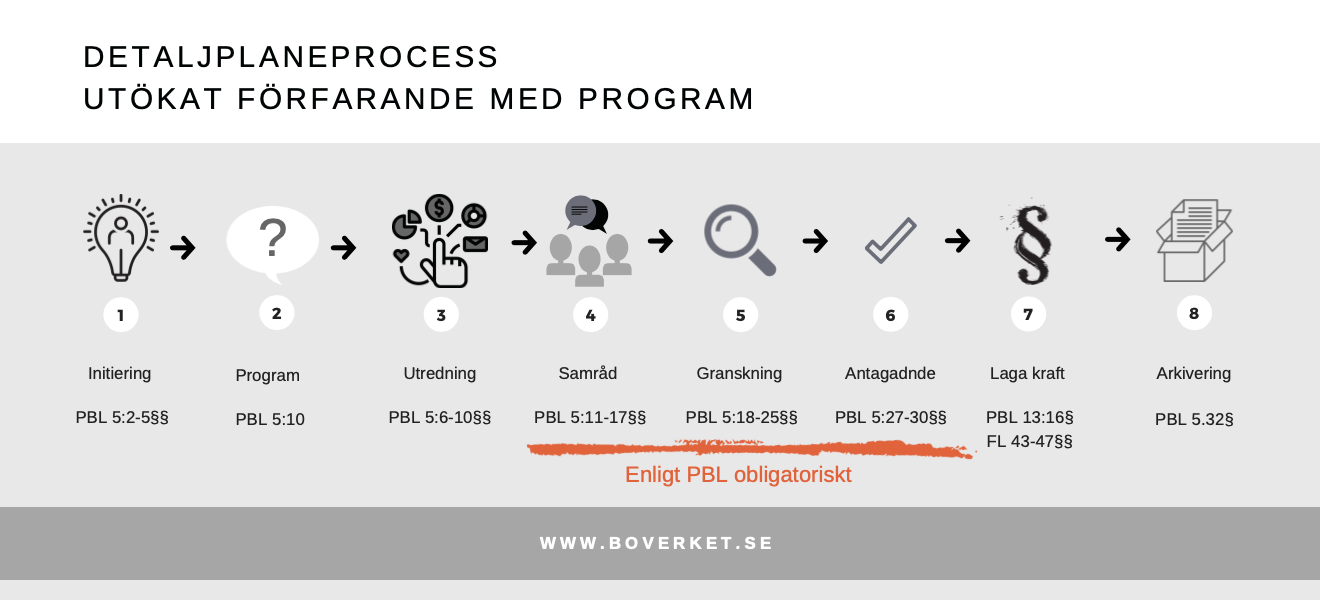 DETALJPLANEPROCESS
UTÖKAT FÖRFARANDE MED PROGRAM
?
$
§
1
2
3
4
5
6
7
8
Initiering
Program
Utredning
Samråd
Granskning
Antagadnde
Laga kraft
Arkivering
PBL 5:2-5§§
PBL 5:10
PBL 5:6-10§§
PBL 5:11-17§§
PBL 5:18-25§§
PBL 5:27-30§§
PBL 13:16§
FL 43-47§§
PBL 5.32§
Enligt PBL obligatoriskt
WWW.BOVERKET.SE